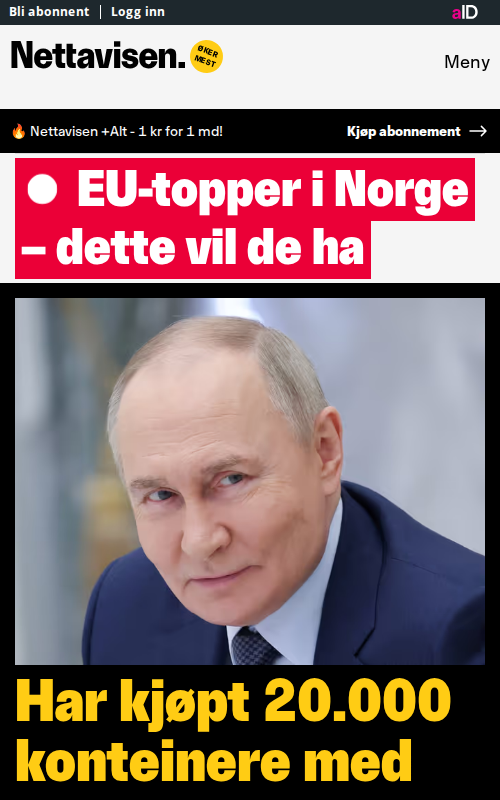 Bli abonnent | Logg inn
aID
Nettavisen.
ØKER
MEST
Meny
Nettavisen +Alt - 1 kr for 1 md!
Kjøp abonnement →
EU-topper i Norge
– dette vil de ha
Har kjøpt 20.000
konteinere med